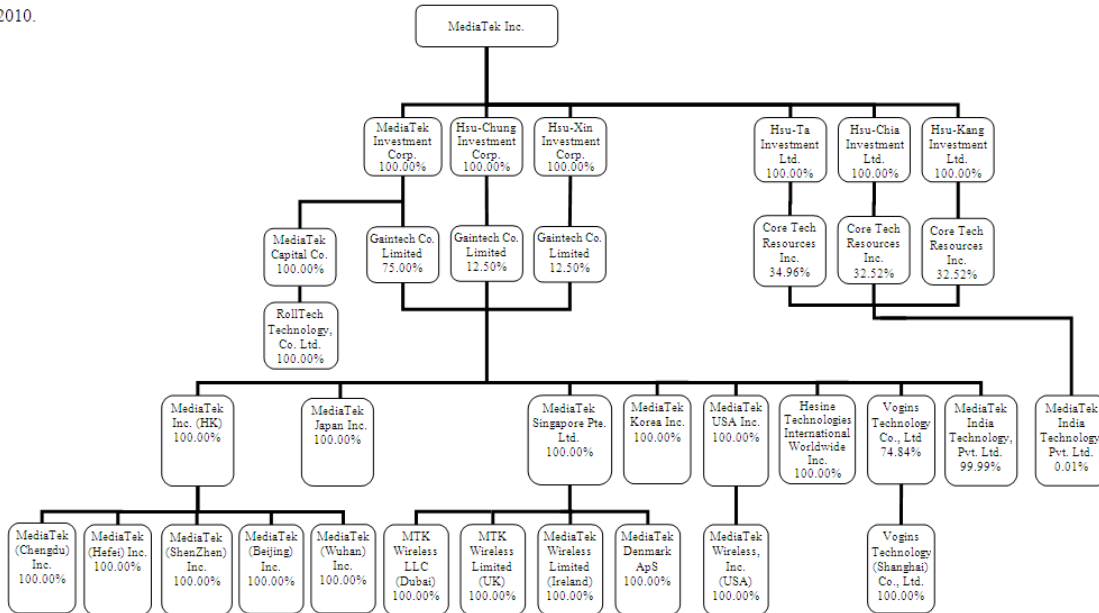 2010.
MediaTek Inc.
MediaTek
Investment
Corp.
100.00%
Hsu-Chung
Investment
Corp.
100.00%
Hsu-Xin
Investment
Corp.
100.00%
Hsu-Ta
Investment
Ltd.
100.00%
Hsu-Chia
Investment
Ltd.
100.00%
Hsu-Kang
Investment
Ltd.
100.00%
MediaTek
Capital Co.
100.00%
Gaintech Co.
Limited
75.00%
Gaintech Co.
Limited
12.50%
Gaintech Co.
Limited
12.50%
Core Tech
Resources
Inc.
34.96%
Core Tech
Resources
Inc.
32.52%
Core Tech
Resources
Inc.
32.52%
RollTech
Technology,
Co. Ltd.
100.00%
MediaTek
Inc. (HK)
100.00%
MediaTek
Japan Inc.
100.00%
MediaTek
Singapore Pte.
Ltd.
100.00%
MediaTek
Korea Inc.
100.00%
MediaTek
USA Inc.
100.00%
Hesine
Technologies
International
Worldwide
Inc.
100.00%
Vogins
Technology
Co., Ltd
74.84%
MediaTek
India
Technology,
Pvt. Ltd.
99.99%
MediaTek
India
Technology
Pvt. Ltd.
0.01%
MediaTek
(Chengdu)
Inc.
100.00%
MediaTek
(Hefei) Inc.
100.00%
MediaTek
(ShenZhen)
Inc.
100.00%
MediaTek
(Beijing)
Inc.
100.00%
MediaTek
(Wuhan)
Inc.
100.00%
MTK
Wireless
LLC
(Dubai)
100.00%
MTK
Wireless
Limited
(UK)
100.00%
MediaTek
Wireless
Limited
(Ireland)
100.00%
MediaTek
Denmark
ApS
100.00%
MediaTek
Wireless,
Inc.
(USA)
100.00%
Vogins
Technology
(Shanghai)
Co., Ltd.
100.00%